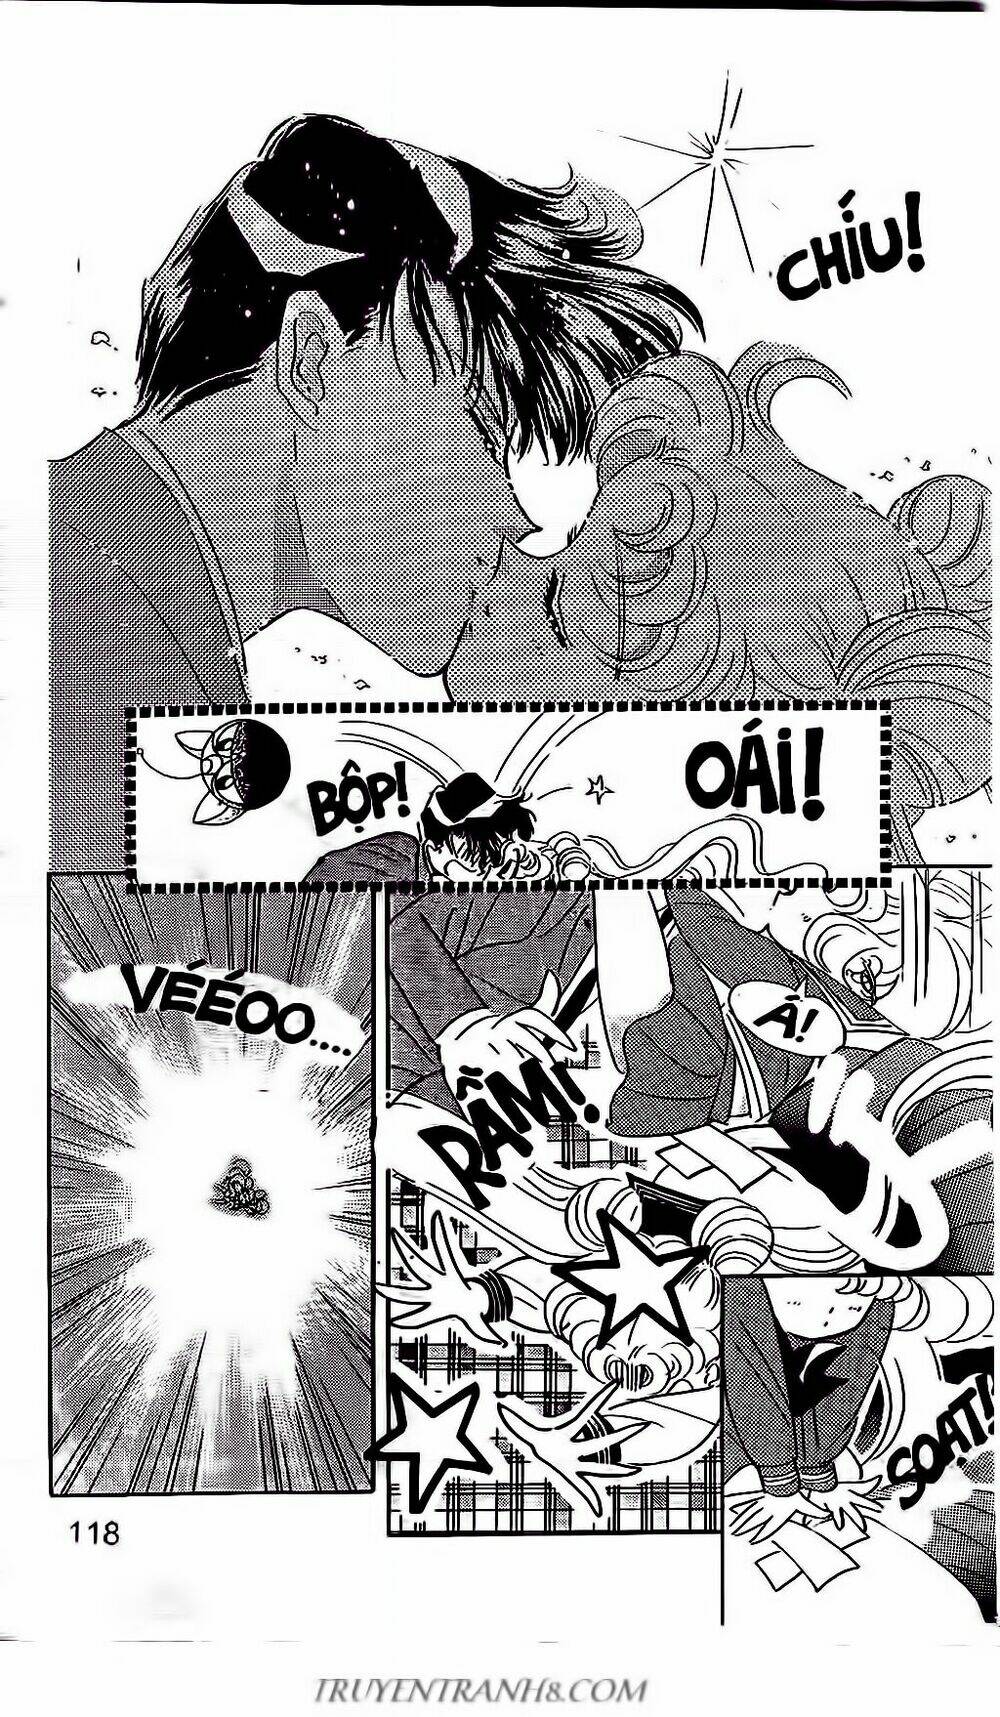 CHÍU!
BỘP!
OÁI!
VÉÉOO....
Á!
RẦM!
SOẠT!
118
TRUYENTRANH8.COM